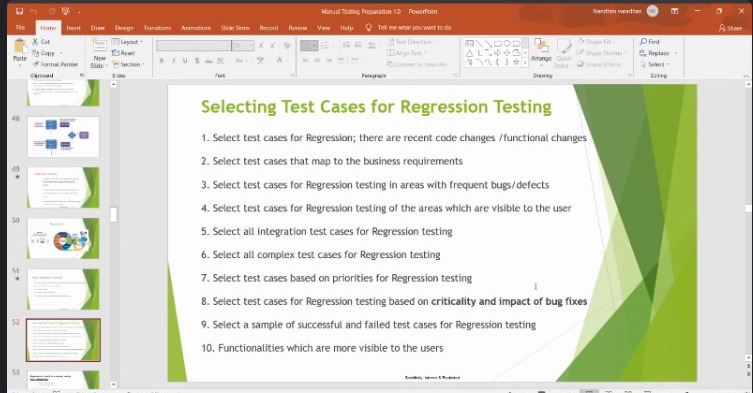 Manual Testing Preparation 1.0 - PowerPoint
Nandhini varadhan
File Home Insert Draw Design Transitions Animations Slide Show Record Review View Help Tell me what you want to do
Share
Cut
Copy
Format Painter
Paste
Clipboard
New Slide
Layout
Reset
Section
Slides
Font
Text Direction
Align Text
Convert to SmartArt
Paragraph
Arrange
Quick Styles
Shape Fill
Shape Outline
Shape Effects
Drawing
Find
Replace
Select
Editing
48
49
50
51
52
53
Selecting Test Cases for Regression Testing
1. Select test cases for Regression; there are recent code changes /functional changes
2. Select test cases that map to the business requirements
3. Select test cases for Regression testing in areas with frequent bugs/defects
4. Select test cases for Regression testing of the areas which are visible to the user
5. Select all integration test cases for Regression testing
6. Select all complex test cases for Regression testing
7. Select test cases based on priorities for Regression testing
8. Select test cases for Regression testing based on criticality and impact of bug fixes
9. Select a sample of successful and failed test cases for Regression testing
10. Functionalities which are more visible to the users
Sensitivity: Internal & Restricted